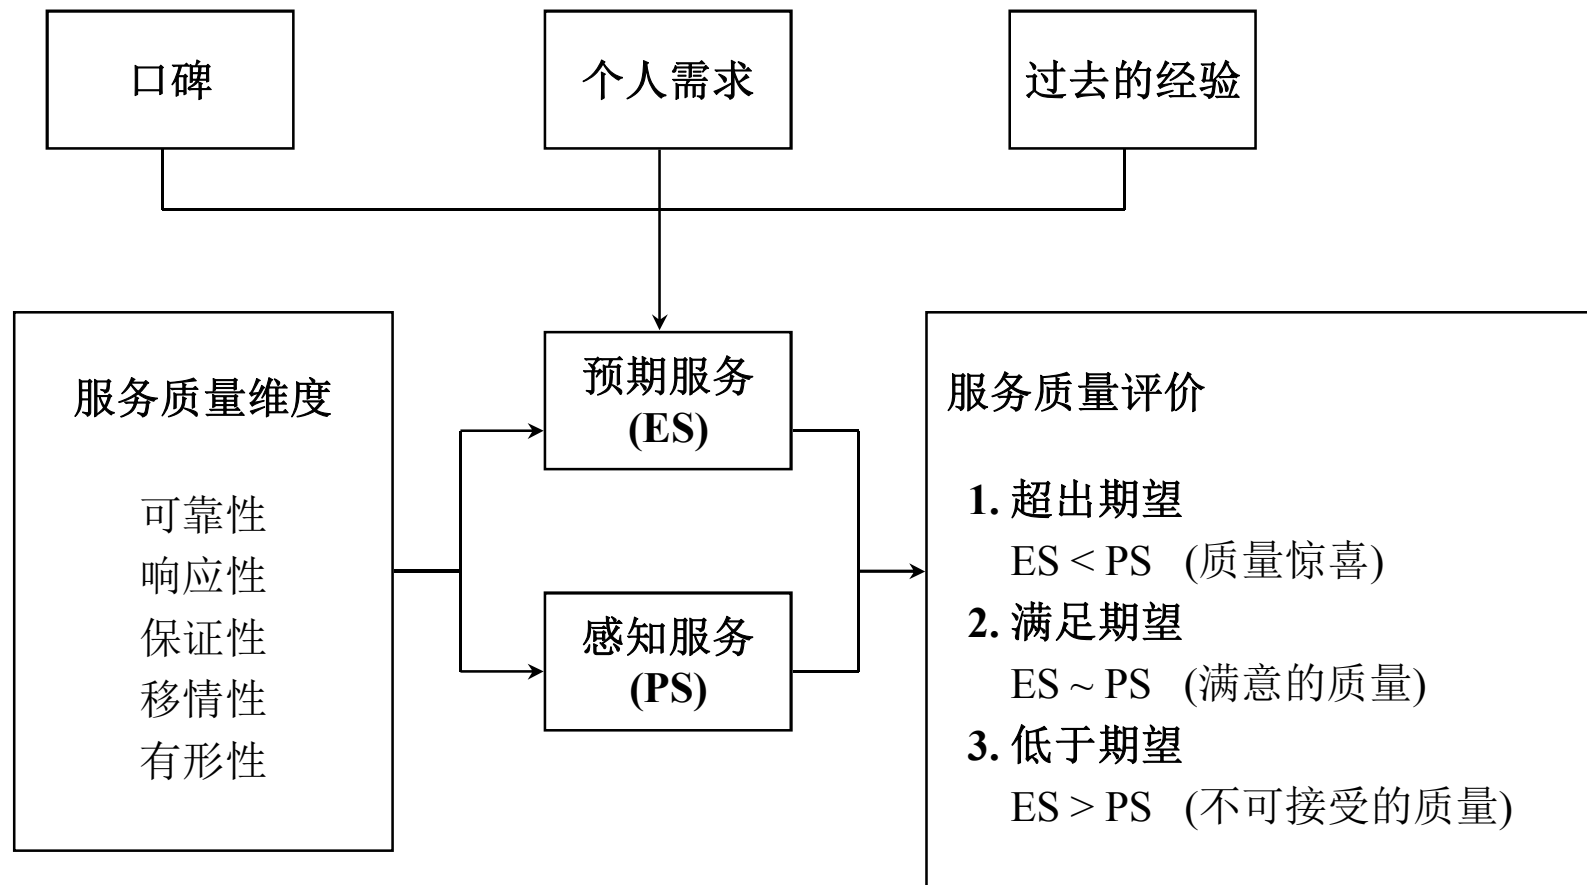 口碑
个人需求
过去的经验
服务质量维度
可靠性
响应性
保证性
移情性
有形性
预期服务
(ES)
感知服务
(PS)
服务质量评价
1. 超出期望
ES < PS (质量惊喜)
2. 满足期望
ES ~ PS (满意的质量)
3. 低于期望
ES > PS (不可接受的质量)